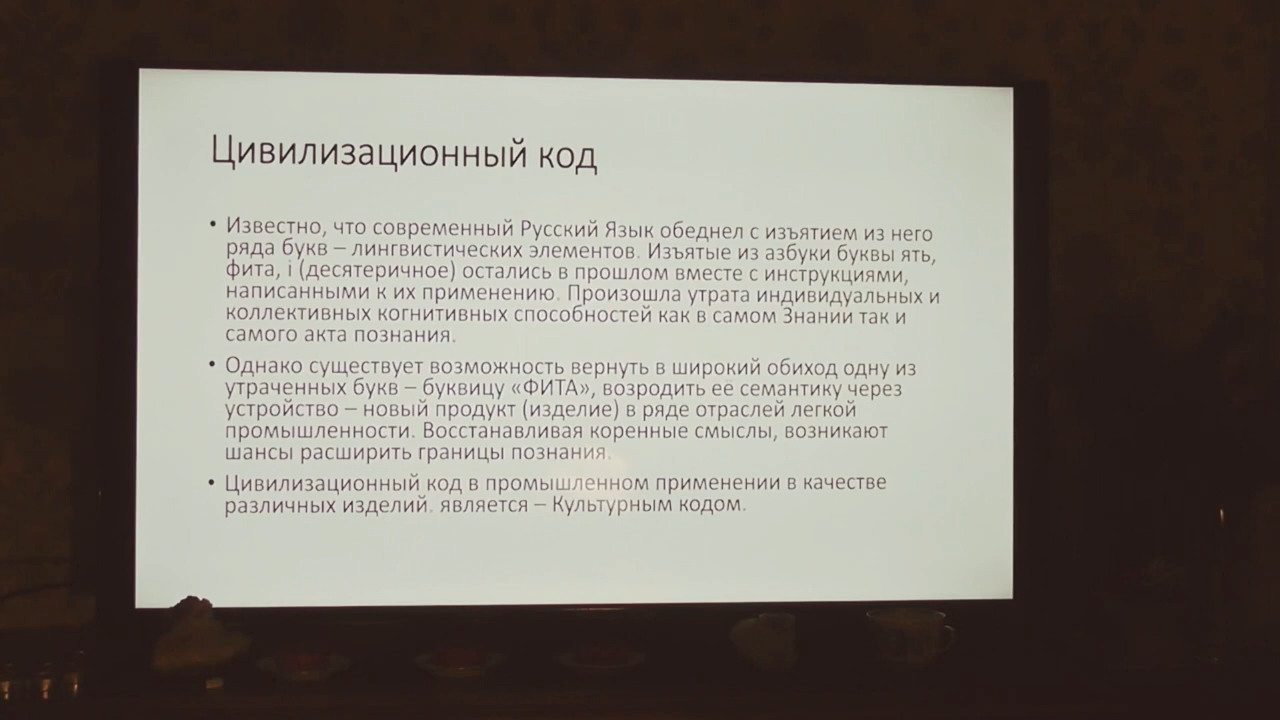 Цивилизационный код
• Известно, что современный Русский Язык обеднел с изъятием из него
ряда букв – лингвистических элементов. Изъятые из азбуки буквы ять,
фита, i (десятеричное) остались в прошлом вместе с инструкциями,
написанными к их применению. Произошла утрата индивидуальных и
коллективных когнитивных способностей как в самом Знании так и
самого акта познания.
• Однако существует возможность вернуть в широкий обиход одну из
утраченных букв – буквицу «ФИТА», возродить её семантику через
устройство – новый продукт (изделие) в ряде отраслей легкой
промышленности. Восстанавливая коренные смыслы, возникают
шансы расширить границы познания.
• Цивилизационный код в промышленном применении в качестве
различных изделий. является – Культурным кодом.